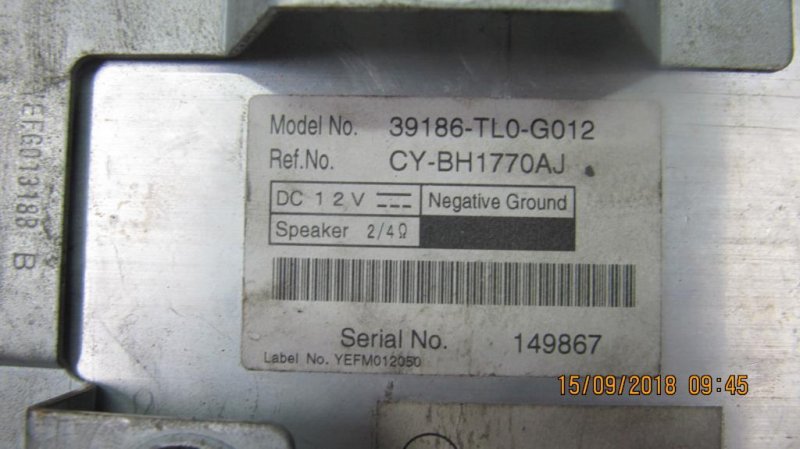 Model No. 39186-TL0-G012
Ref.No. CY-BH1770AJ
DC 12V Negative Ground
Speaker 2/4Ω
Serial No. 149867
Label No. YEFM012050
YEFG013188 B
15/09/2018 09:45